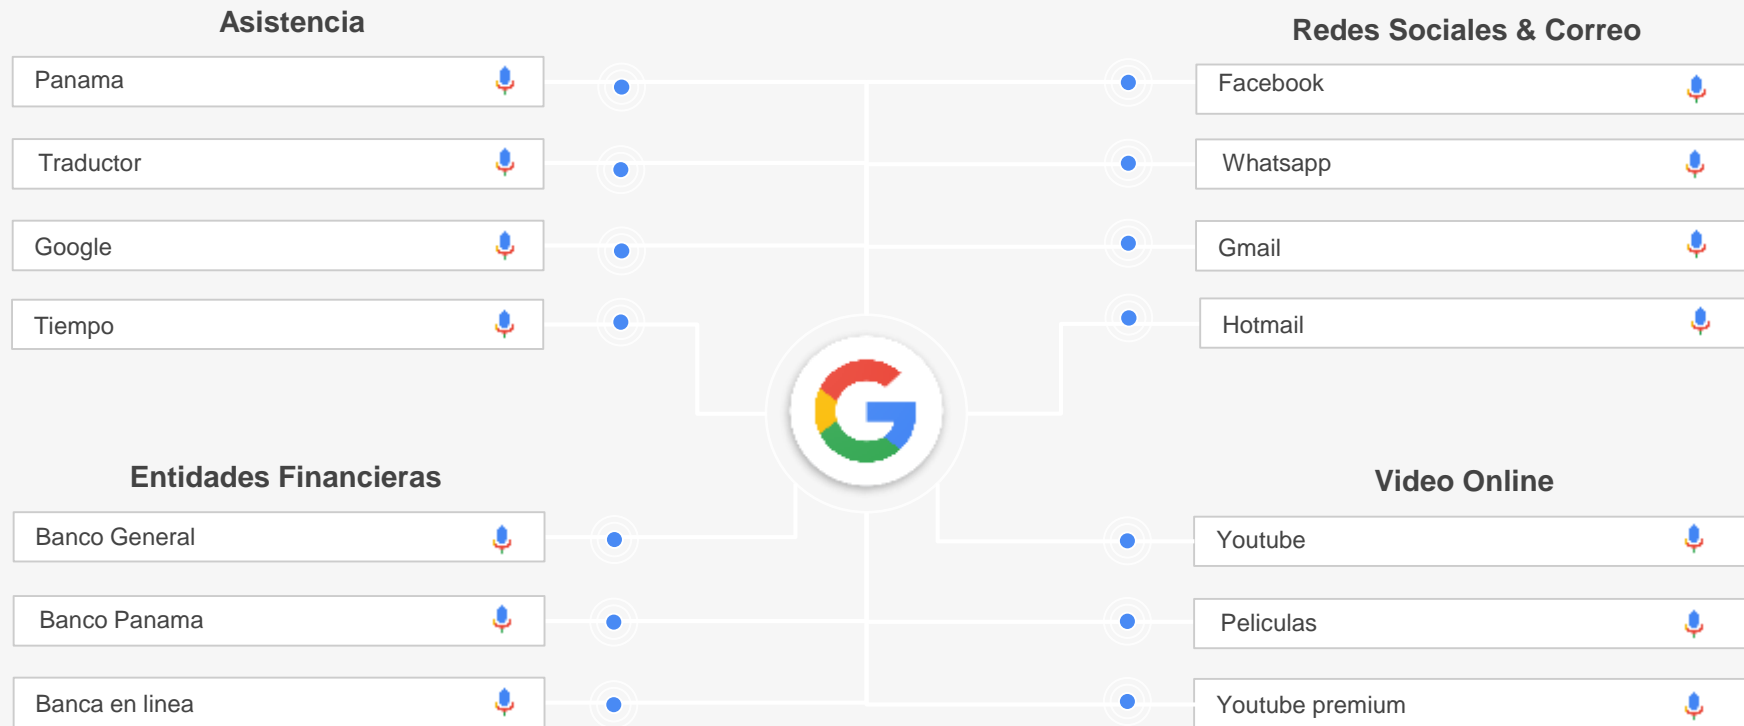 Asistencia
Panama
Traductor
Google
Tiempo
Redes Sociales & Correo
Facebook
Whatsapp
Gmail
Hotmail
Entidades Financieras
Banco General
Banco Panama
Banca en linea
Video Online
Youtube
Peliculas
Youtube premium